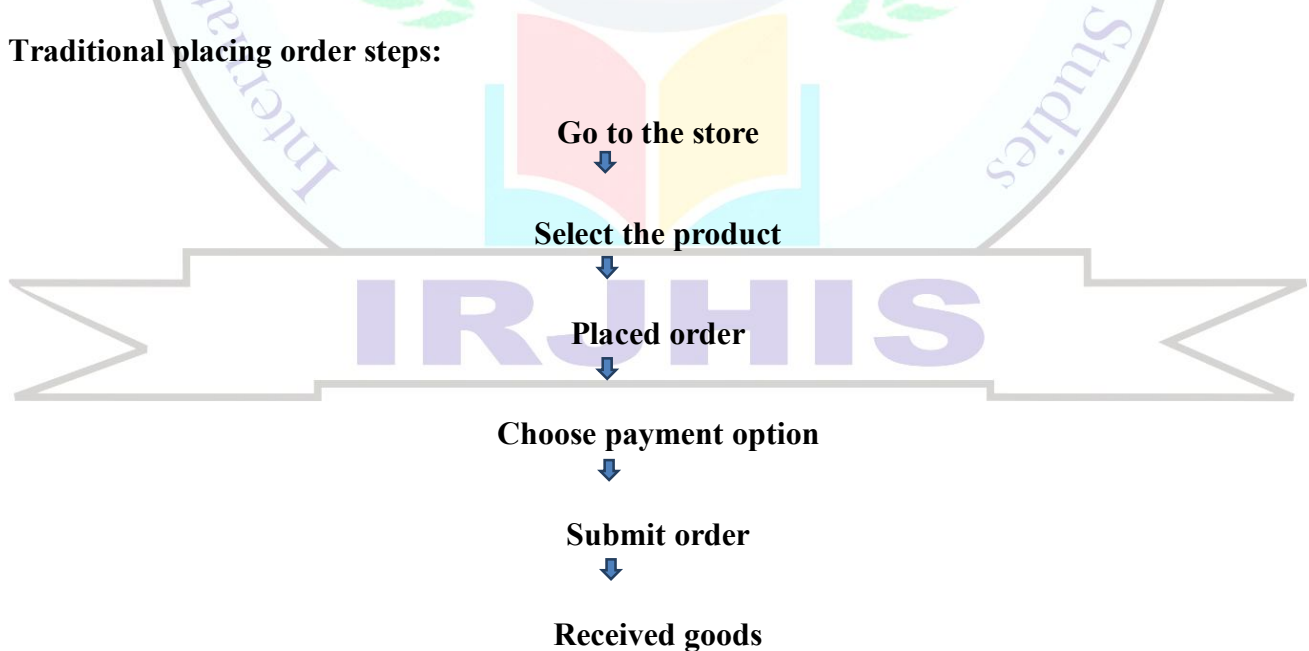 Traditional placing order steps:
Go to the store
Select the product
IRJHIS
Placed order
Choose payment option
Submit order
Received goods
Studies